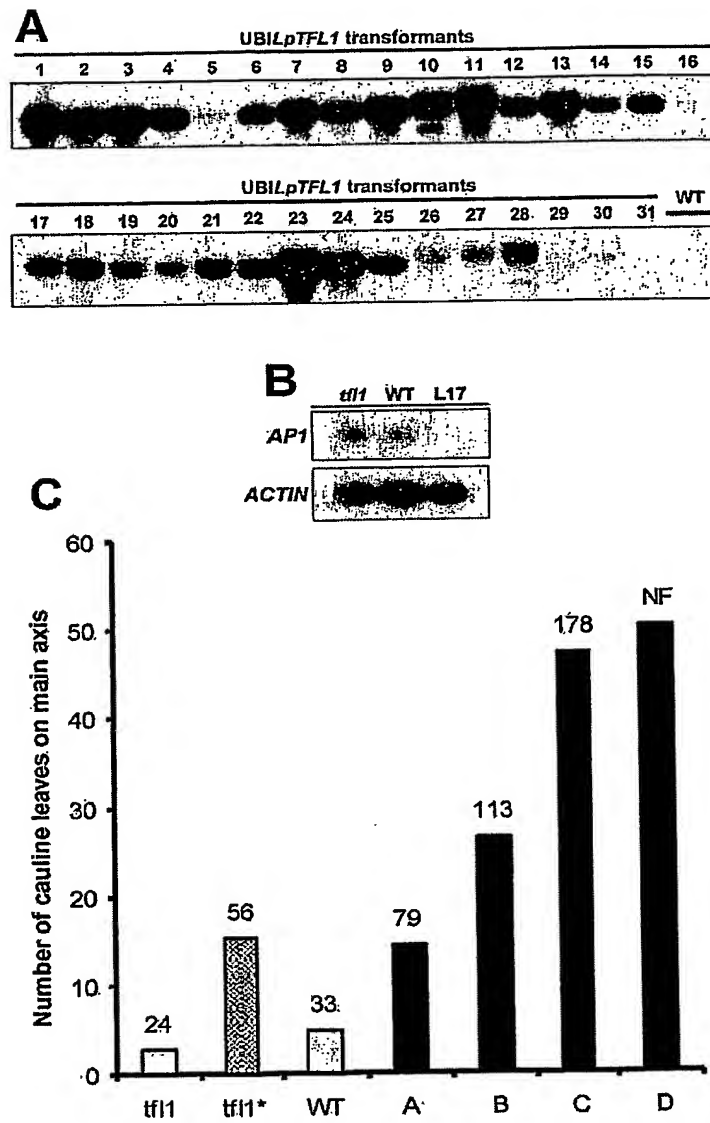 A
UBILpTFL1 transformants
1 2 3 4 5 6 7 8 9 10 11 12 13 14 15 16
UBILpTFL1 transformants
WT
17 18 19 20 21 22 23 24 25 26 27 28 29 30 31
B
tfl1 WT L17
AP1
ACTIN
C
Number of cauline leaves on main axis
60
50
40
30
20
10
0
24
56
33
79
113
178
NF
tfl1 tfl1* WT A B C D